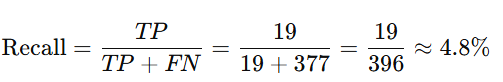 Recall = TP / (TP + FN) = 19 / (19 + 377) = 19 / 396 ≈ 4.8%